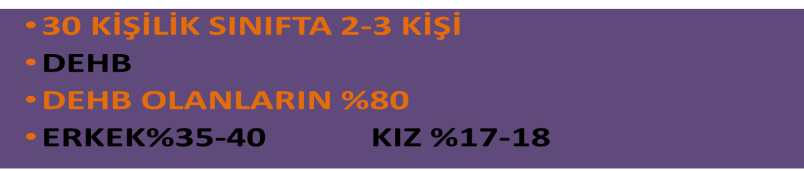 •30 KİŞİLİK SINIFTA 2-3 KİŞİ
•DEHB
•DEHB OLANLARIN %80
•ERKEK%35-40 KIZ %17-18